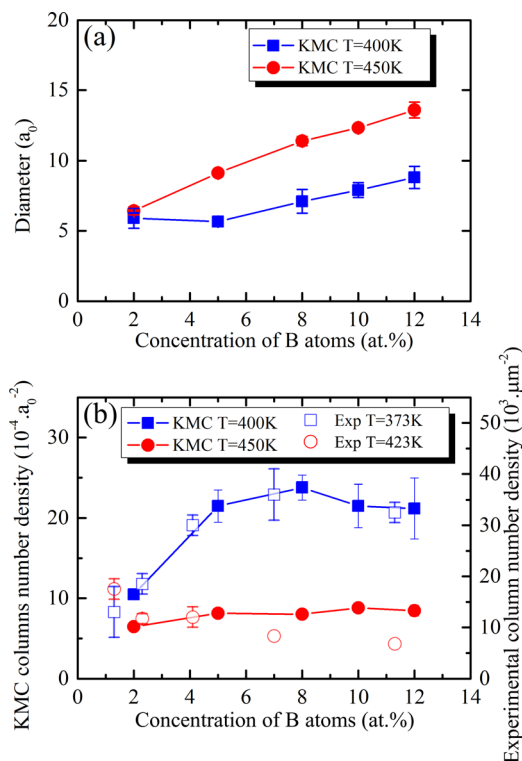 (a)
KMC T=400K
KMC T=450K
20
15
10
5
0
Diameter (a₀)
0 2 4 6 8 10 12 14
Concentration of B atoms (at.%)
(b)
KMC T=400K
KMC T=450K
Exp T=373K
Exp T=423K
30
20
10
0
KMC columns number density (10⁻⁴.a₀⁻²)
50
40
30
20
10
0
Experimental column number density (10³.μm⁻²)
0 2 4 6 8 10 12 14
Concentration of B atoms (at.%)